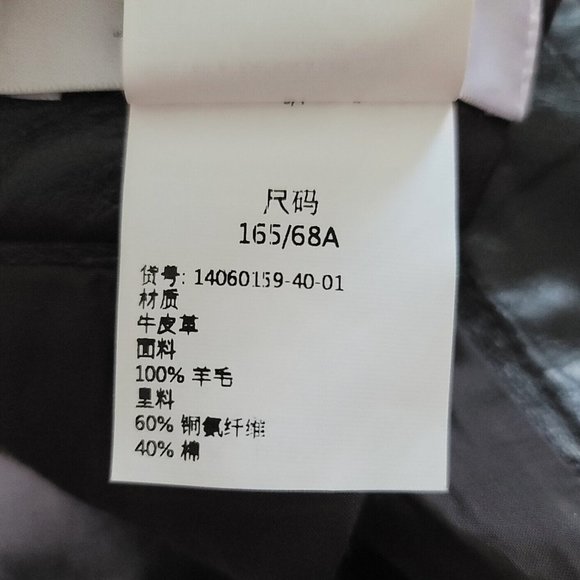 尺码
165/68A
货号: 14060159-40-01
材质
牛皮革
面料
100% 羊毛
里料
60% 铜氨纤维
40% 棉